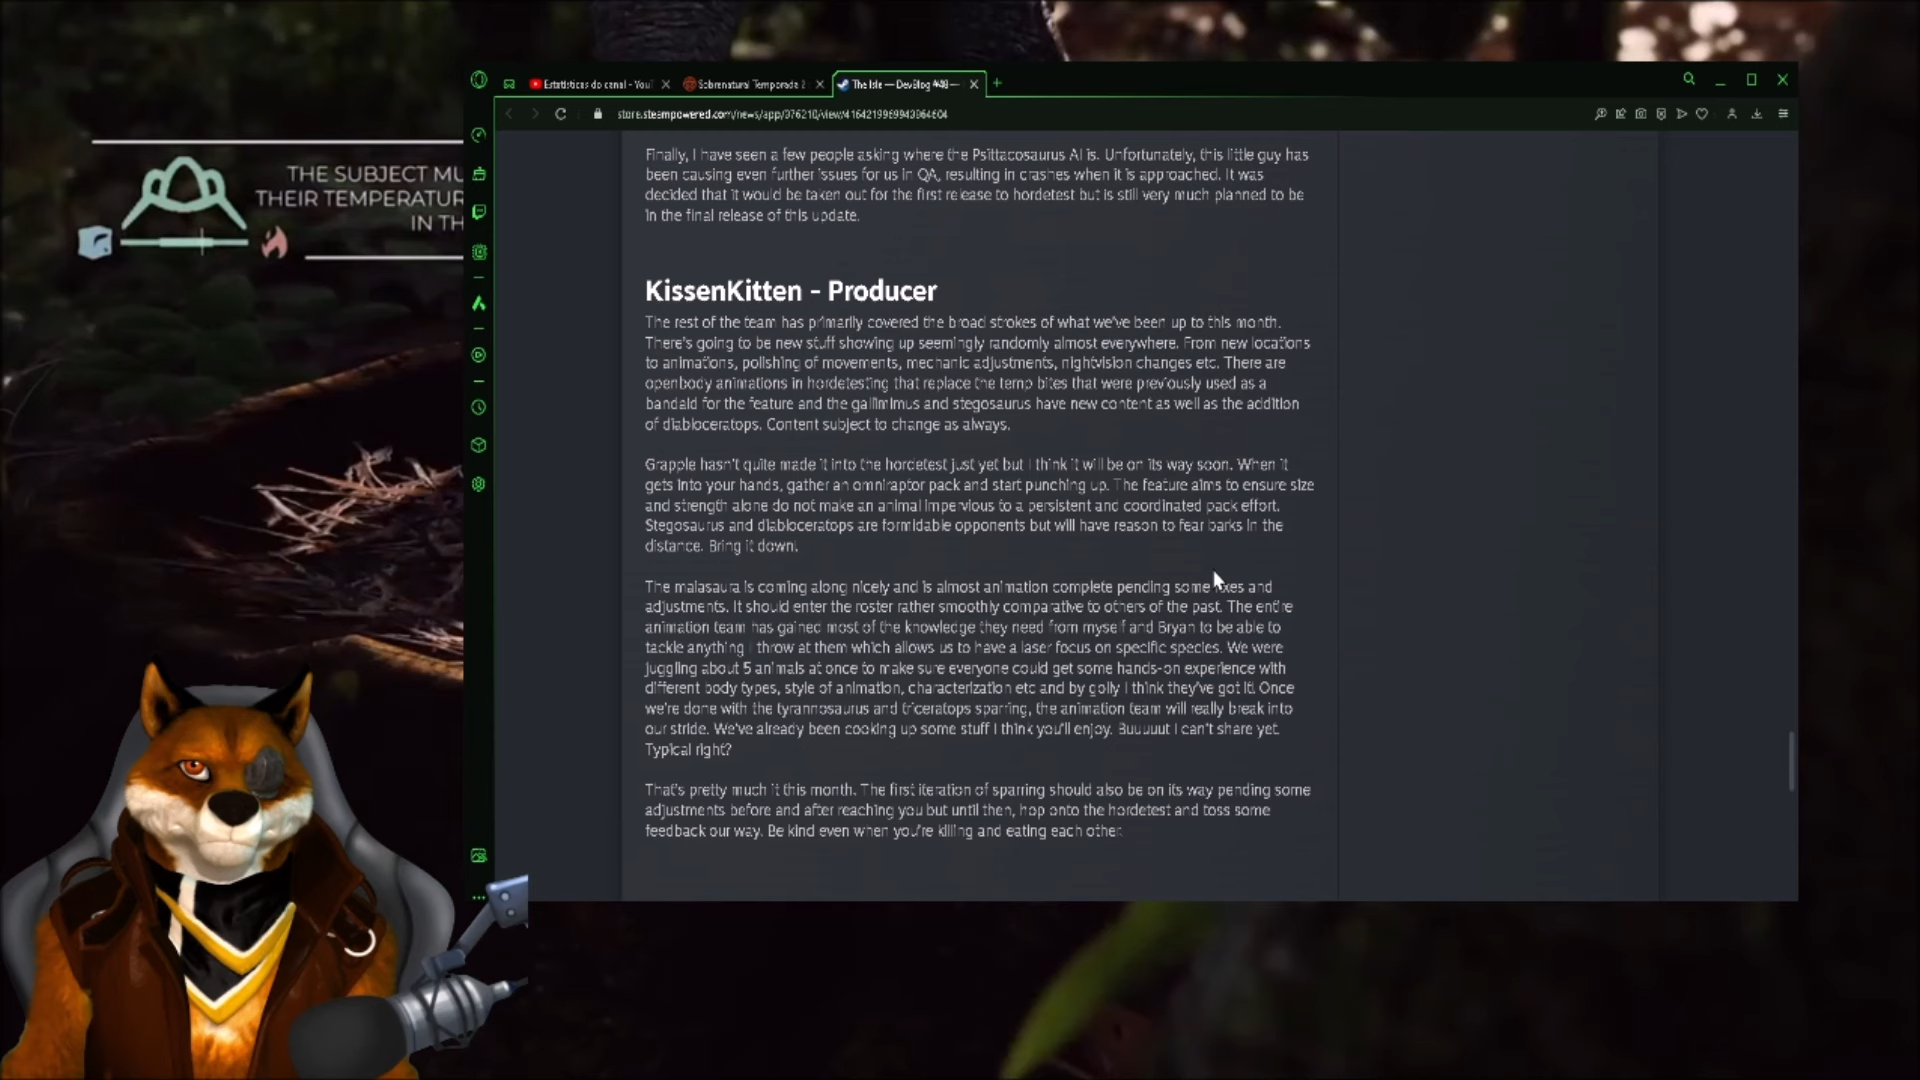 Estatísticas do canal - You
Sobrenatural Temporada 2
The Isle — DevBlog #48 —
store.steampowered.com/news/app/376210/view/4164219969943964604
THE SUBJECT MU
THEIR TEMPERATUR
IN TH
Finally, I have seen a few people asking where the Psittacosaurus AI is. Unfortunately, this little guy has
been causing even further issues for us in QA, resulting in crashes when it is approached. It was
decided that it would be taken out for the first release to hordetest but is still very much planned to be
in the final release of this update.
KissenKitten - Producer
The rest of the team has primarily covered the broad strokes of what we've been up to this month.
There's going to be new stuff showing up seemingly randomly almost everywhere. From new locations
to animations, polishing of movements, mechanic adjustments, nightvision changes etc. There are
openbody animations in hordetesting that replace the temp bites that were previously used as a
bandaid for the feature and the gallimimus and stegosaurus have new content as well as the addition
of diabloceratops. Content subject to change as always.
Grapple hasn't quite made it into the hordetest just yet but I think it will be on its way soon. When it
gets into your hands, gather an omniraptor pack and start punching up. The feature aims to ensure size
and strength alone do not make an animal impervious to a persistent and coordinated pack effort.
Stegosaurus and diabloceratops are formidable opponents but will have reason to fear barks in the
distance. Bring it down!
The maiasaura is coming along nicely and is almost animation complete pending some fixes and
adjustments. It should enter the roster rather smoothly comparative to others of the past. The entire
animation team has gained most of the knowledge they need from myself and Bryan to be able to
tackle anything I throw at them which allows us to have a laser focus on specific species. We were
juggling about 5 animals at once to make sure everyone could get some hands-on experience with
different body types, style of animation, characterization etc and by golly I think they've got it! Once
we're done with the tyrannosaurus and triceratops sparring, the animation team will really break into
our stride. We've already been cooking up some stuff I think you'll enjoy. Buuuuut I can't share yet.
Typical right?
That's pretty much it this month. The first iteration of sparring should also be on its way pending some
adjustments before and after reaching you but until then, hop onto the hordetest and toss some
feedback our way. Be kind even when you're killing and eating each other.